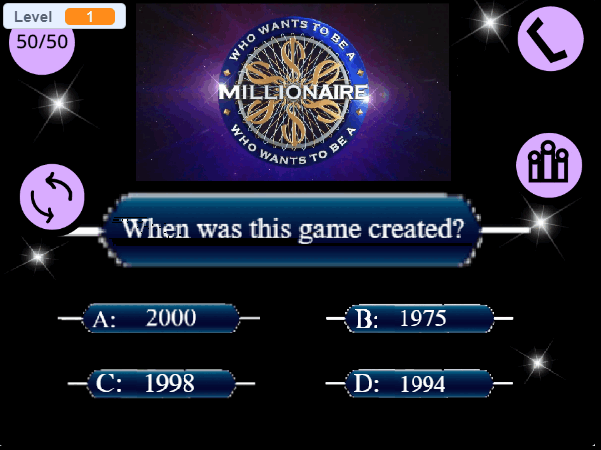 Level 1
50/50
WHO WANTS TO BE A
MILLIONAIRE
WHO WANTS TO BE A
When was this game created?
A: 2000
B: 1975
C: 1998
D: 1994